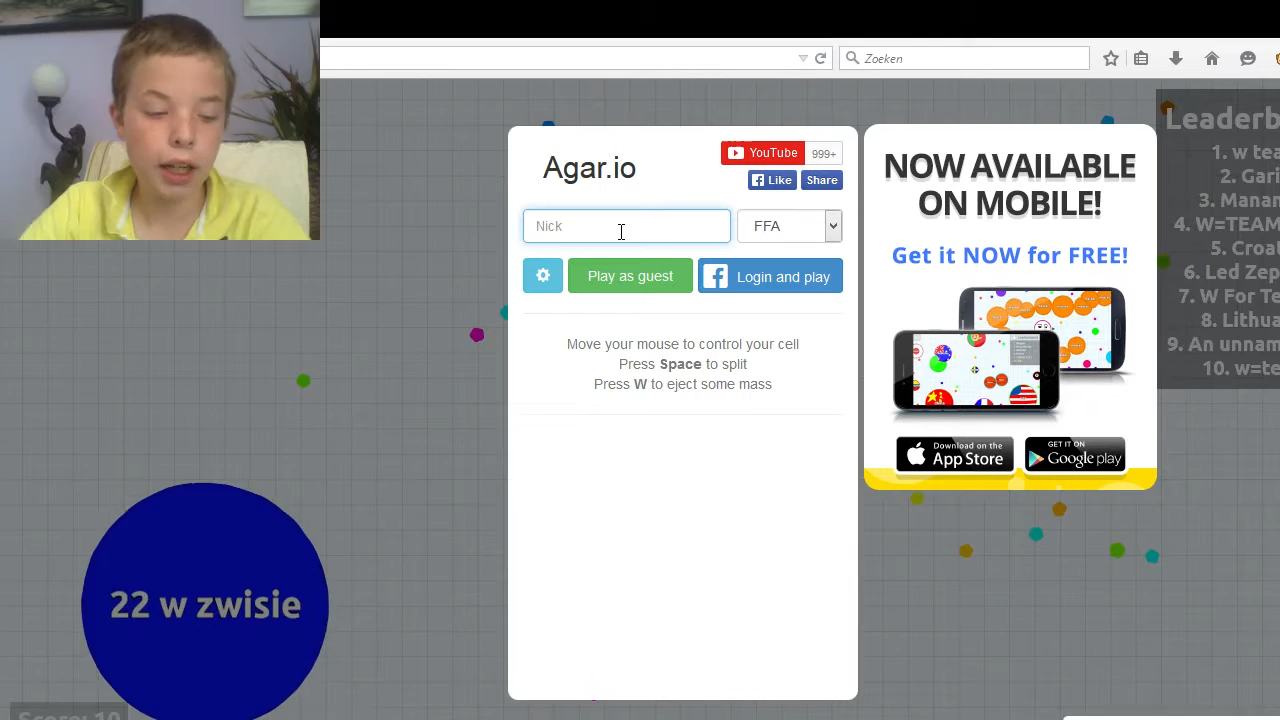 Zoeken
Agar.io
YouTube 999+
Like Share
Nick
FFA
Play as guest
Login and play
Move your mouse to control your cell
Press Space to split
Press W to eject some mass
NOW AVAILABLE
ON MOBILE!
Get it NOW for FREE!
Download on the
App Store
GET IT ON
Google play
Leaderb
1. w tea
2. Gari
3. Manan
4. W=TEAM
5. Croat
6. Led Zep
7. W For Te
8. Lithua
9. An unnam
10. w=te
22 w zwisie
Score: 10